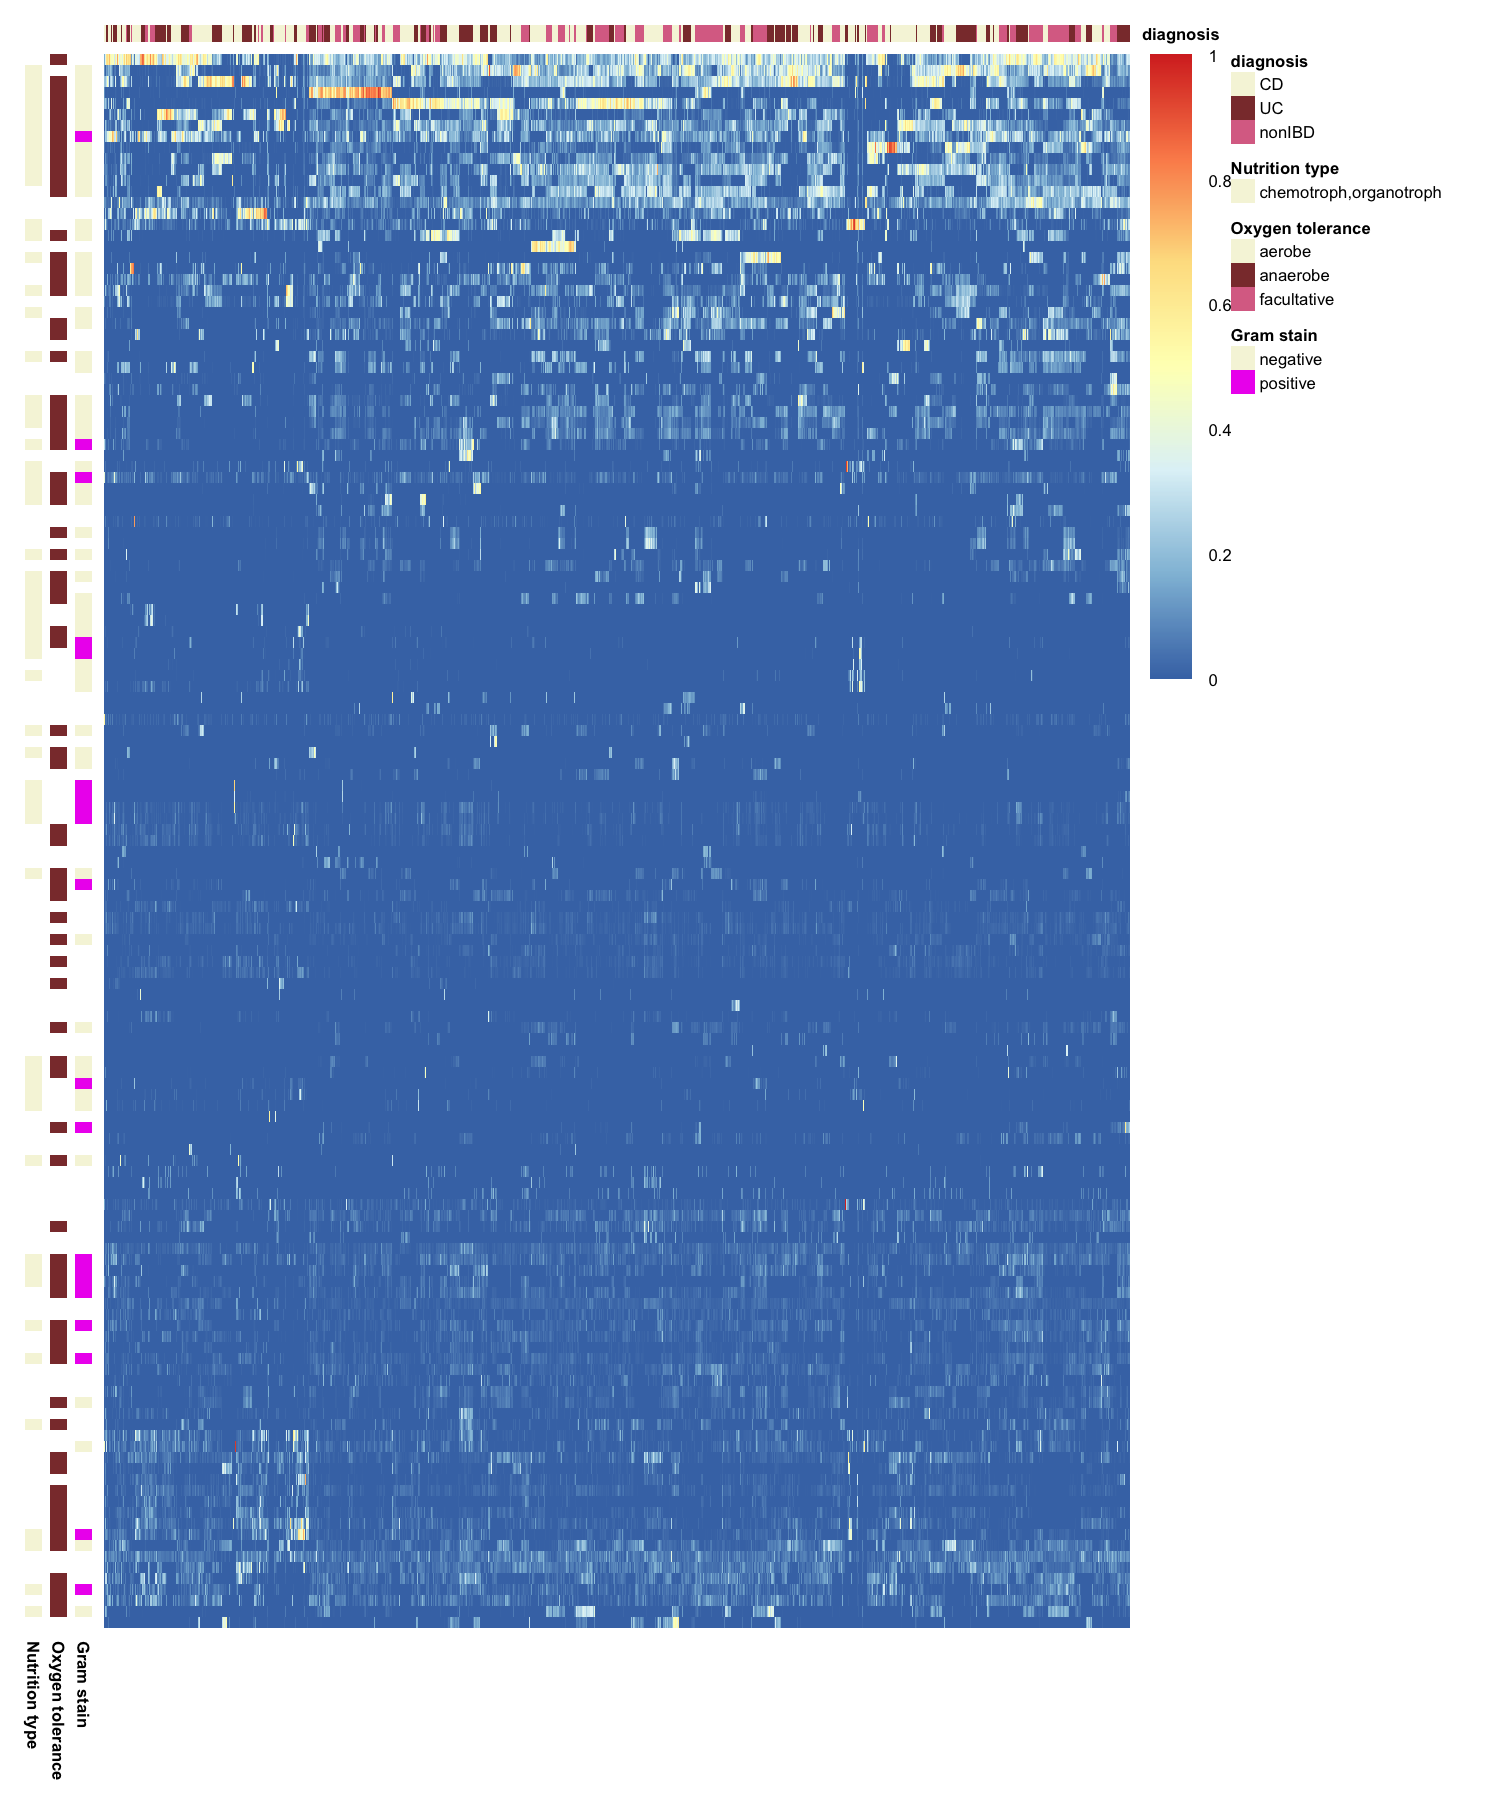 diagnosis
1
0.8
0.6
0.4
0.2
0
diagnosis
CD
UC
nonIBD
Nutrition type
chemotroph,organotroph
Oxygen tolerance
aerobe
anaerobe
facultative
Gram stain
negative
positive
Nutrition type
Oxygen tolerance
Gram stain